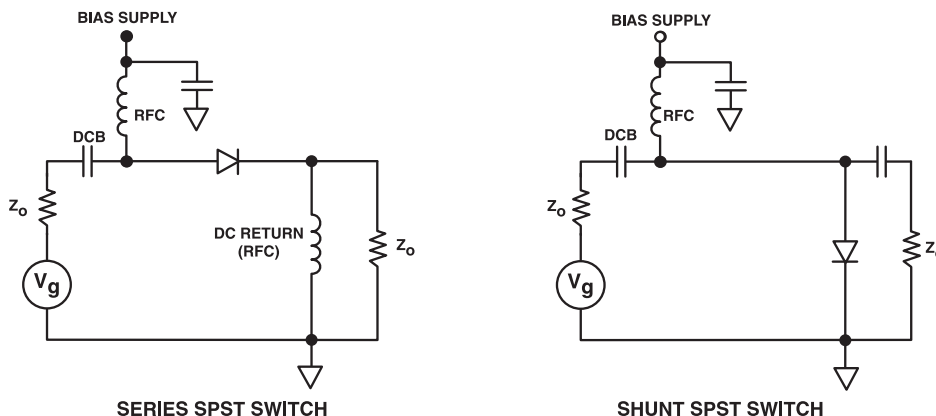 BIAS SUPPLY
RFC
DCB
Zo
Vg
DC RETURN
(RFC)
Zo
SERIES SPST SWITCH
BIAS SUPPLY
RFC
DCB
Zo
Vg
SHUNT SPST SWITCH